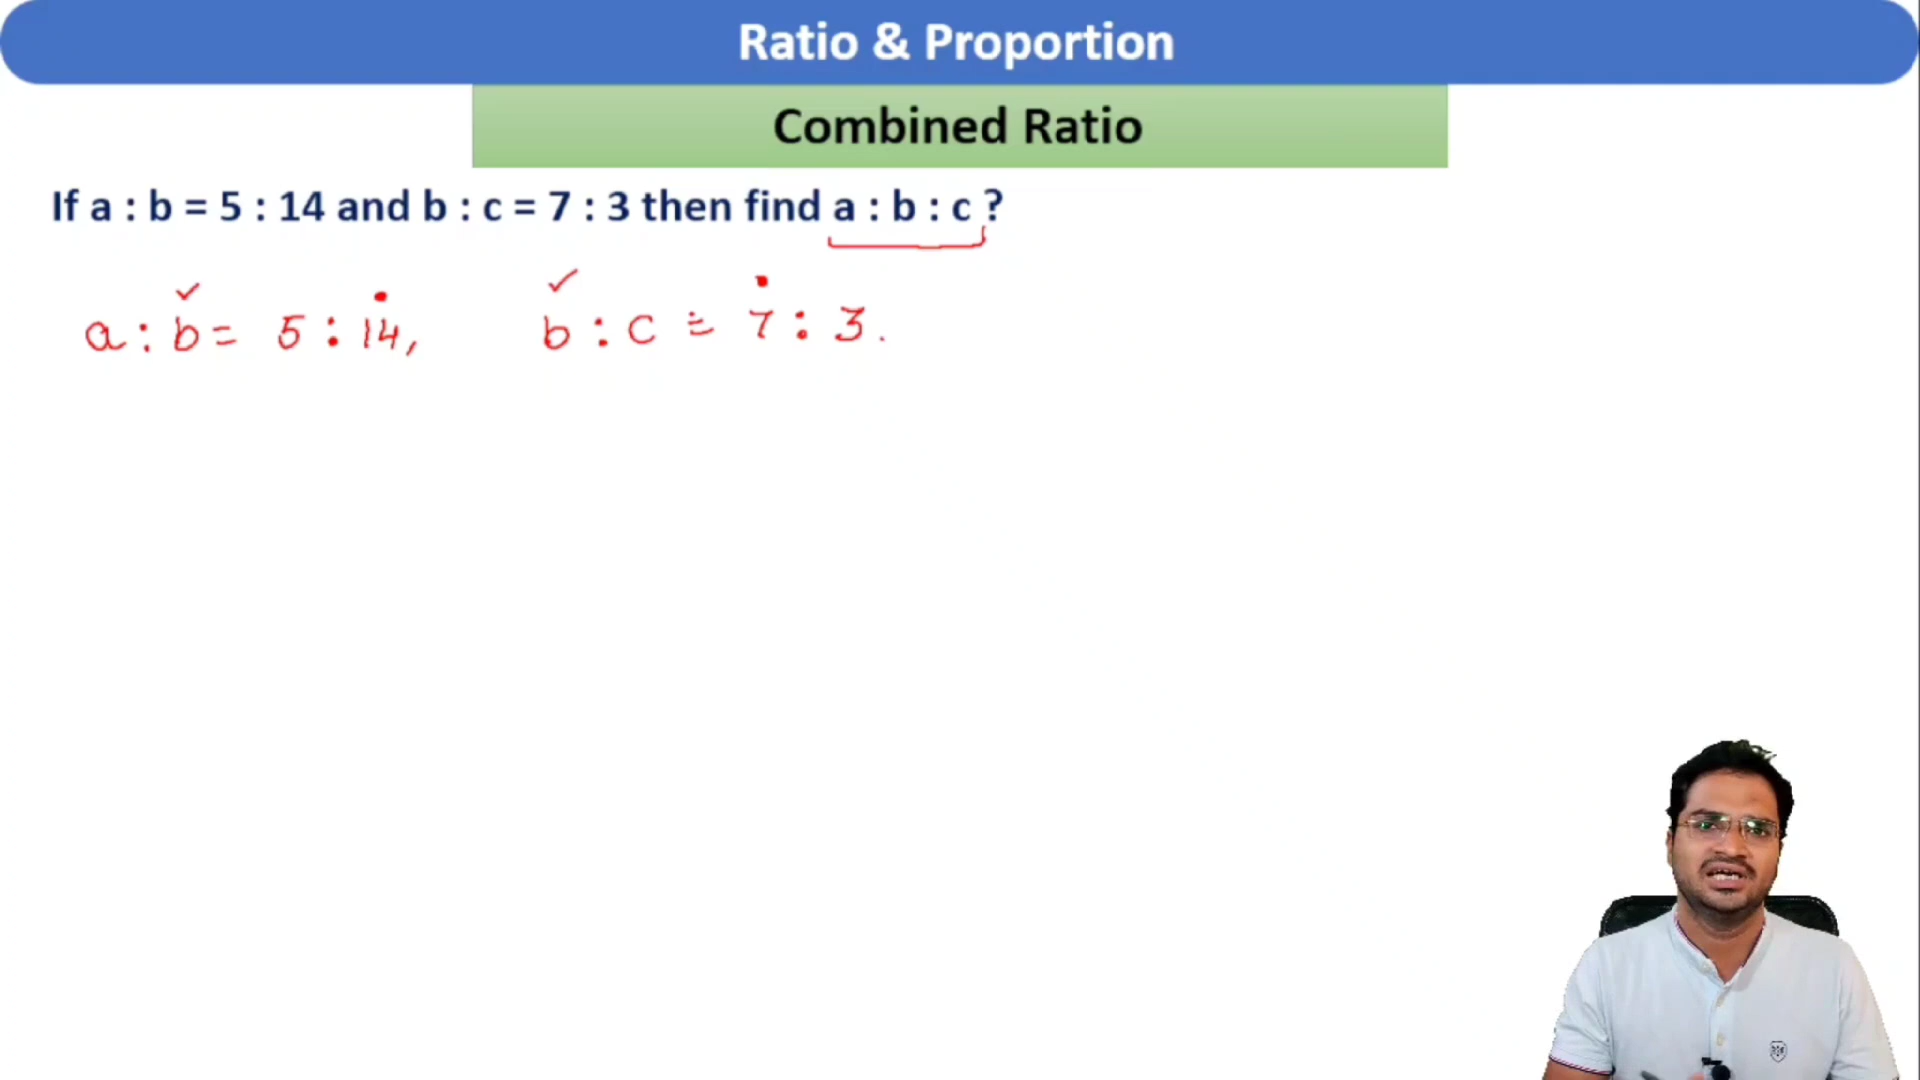 Ratio & Proportion
Combined Ratio
If a : b = 5 : 14 and b : c = 7 : 3 then find a : b : c ?
a : b = 5 : 14, b : c = 7 : 3.